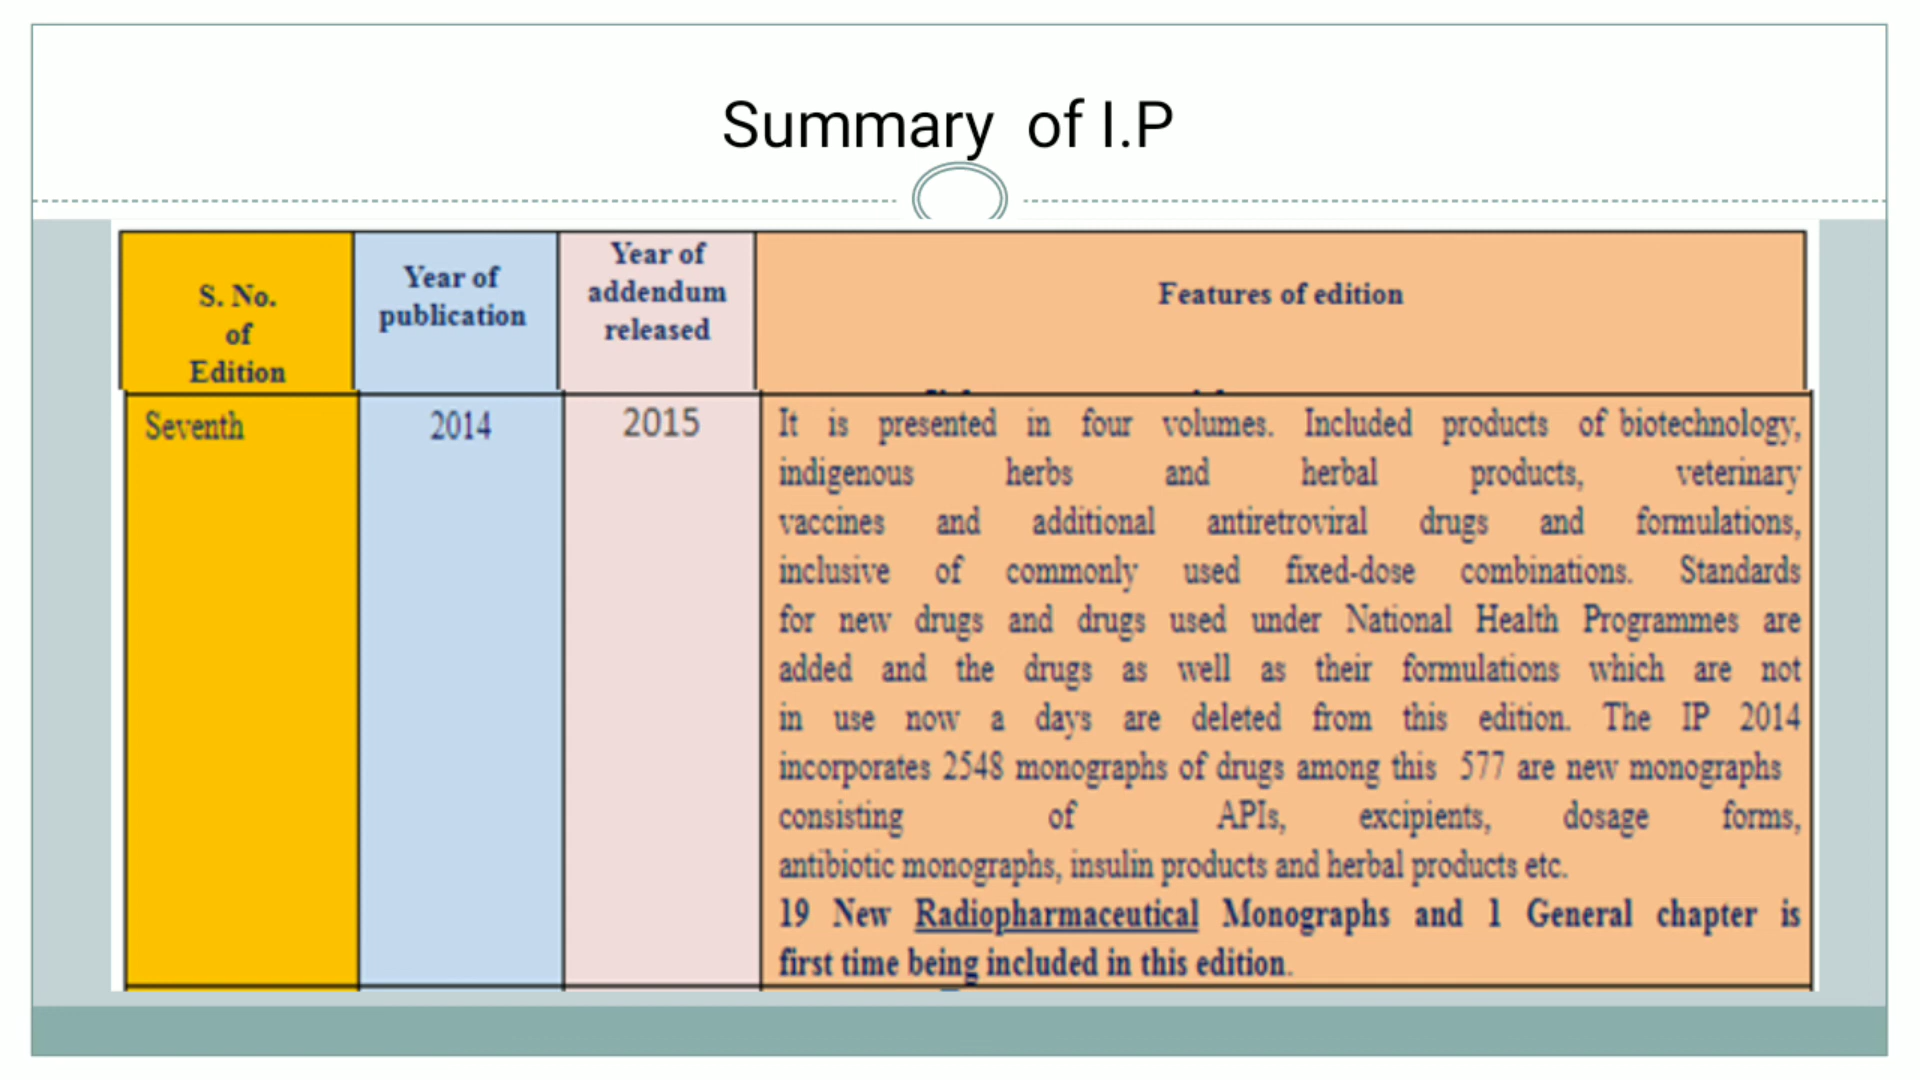 Summary of I.P
S. No.
of
Edition
Year of
publication
Year of
addendum
released
Features of edition
Seventh
2014
2015
It is presented in four volumes. Included products of biotechnology,
indigenous herbs and herbal products, veterinary
vaccines and additional antiretroviral drugs and formulations,
inclusive of commonly used fixed-dose combinations. Standards
for new drugs and drugs used under National Health Programmes are
added and the drugs as well as their formulations which are not
in use now a days are deleted from this edition. The IP 2014
incorporates 2548 monographs of drugs among this 577 are new monographs
consisting of APIs, excipients, dosage forms,
antibiotic monographs, insulin products and herbal products etc.
19 New Radiopharmaceutical Monographs and 1 General chapter is
first time being included in this edition.